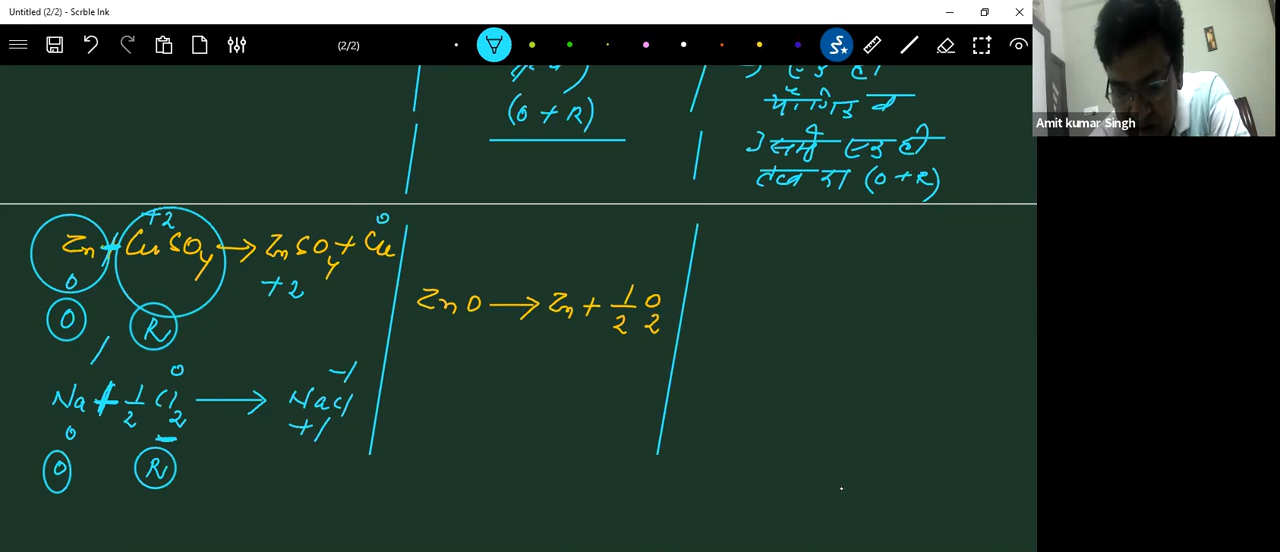 Untitled (2/2) - Scrble Ink
(2/2)
Amit kumar Singh
(O + R)
यौगिक
समी एक ही
तत्व का (O + R)
+2 0
Zn + CuSO4 → ZnSO4 + Cu
0 +2
O R
0 -1
Na + 1/2 Cl2 → NaCl
0 +1
O R
ZnO → Zn + 1/2 O2